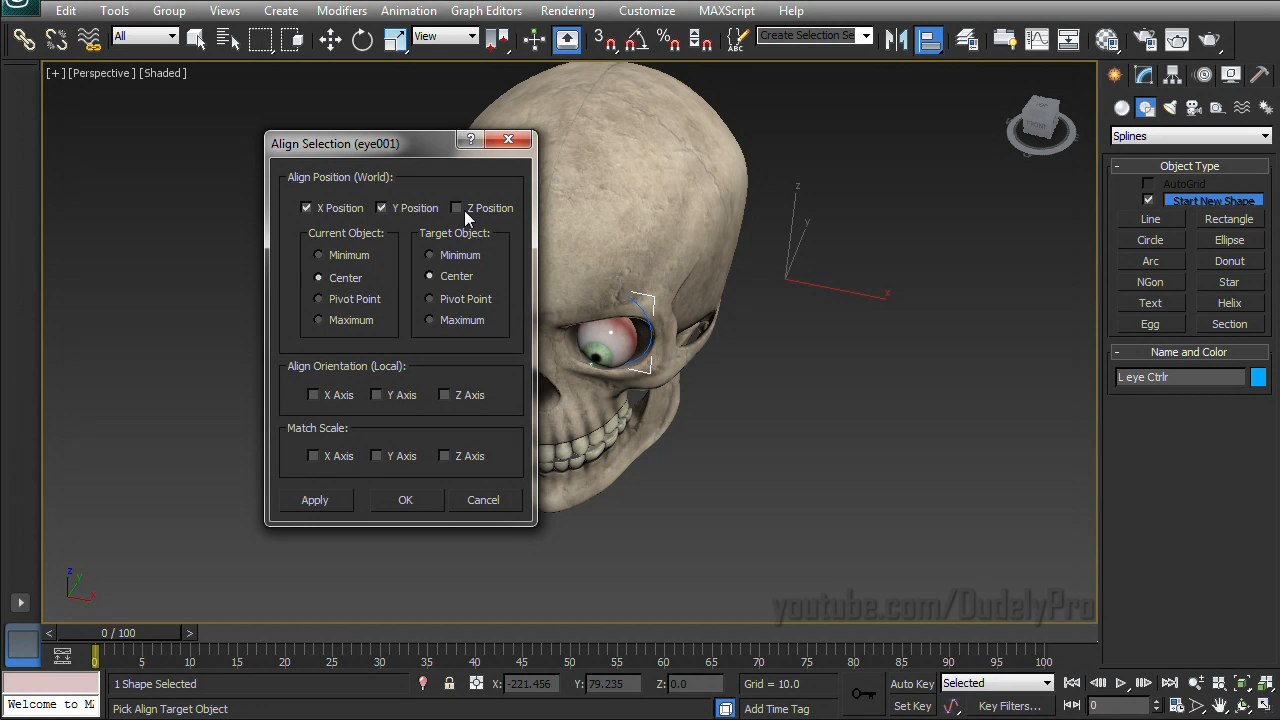 Edit Tools Group Views Create Modifiers Animation Graph Editors Rendering Customize MAXScript Help
All View 3 % Create Selection Se
[ + ] [Perspective ] [Shaded ]
TOP
FRONT
Splines
Align Selection (eye001) ?
Align Position (World):
X Position Y Position Z Position
Current Object: Target Object:
Minimum Minimum
Center Center
Pivot Point Pivot Point
Maximum Maximum
Align Orientation (Local):
X Axis Y Axis Z Axis
Match Scale:
X Axis Y Axis Z Axis
Apply OK Cancel
z
y
x
- Object Type
AutoGrid
Start New Shape
Line Rectangle
Circle Ellipse
Arc Donut
NGon Star
Text Helix
Egg Section
- Name and Color
L eye Ctrlr
z
y
x
youtube.com/DudelyPro
< 0 / 100 >
0 5 10 15 20 25 30 35 40 45 50 55 60 65 70 75 80 85 90 95 100
1 Shape Selected X: -221.456 Y: 79.235 Z: 0.0 Grid = 10.0 Auto Key Selected
Welcome to MA Pick Align Target Object Add Time Tag Set Key Key Filters... 0